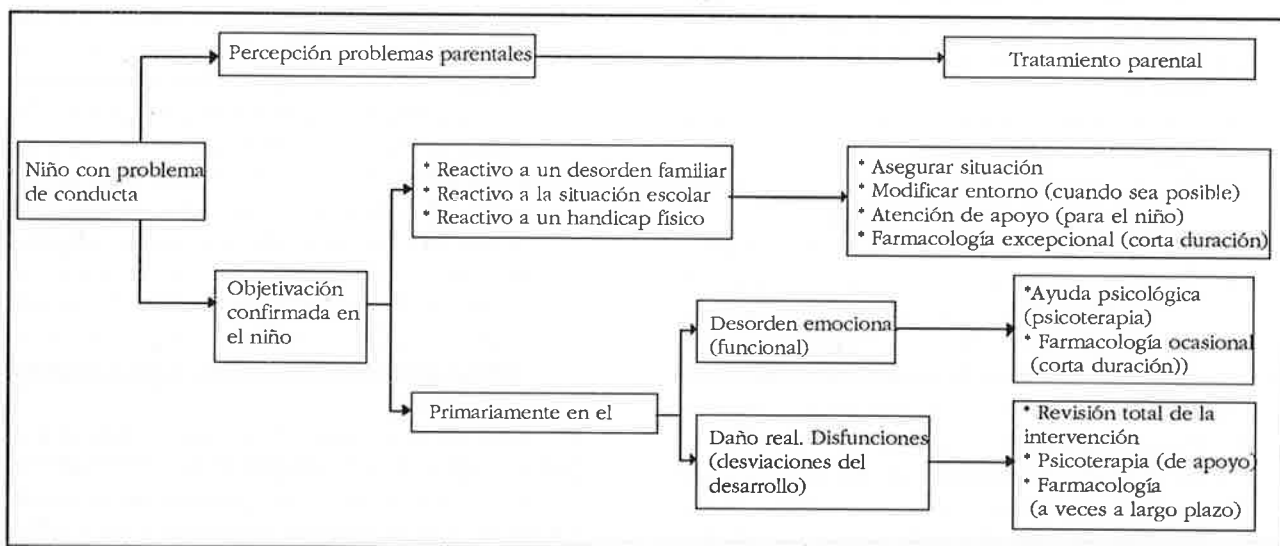 Percepción problemas parentales
Tratamiento parental
Niño con problema
de conducta
* Reactivo a un desorden familiar
* Reactivo a la situación escolar
* Reactivo a un handicap físico
* Asegurar situación
* Modificar entorno (cuando sea posible)
* Atención de apoyo (para el niño)
* Farmacología excepcional (corta duración)
Objetivación
confirmada en
el niño
Primariamente en el
Desorden emociona
(funcional)
*Ayuda psicológica
(psicoterapia)
* Farmacología ocasional
(corta duración))
Daño real. Disfunciones
(desviaciones del
desarrollo)
* Revisión total de la
intervención
* Psicoterapia (de apoyo)
* Farmacología
(a veces a largo plazo)